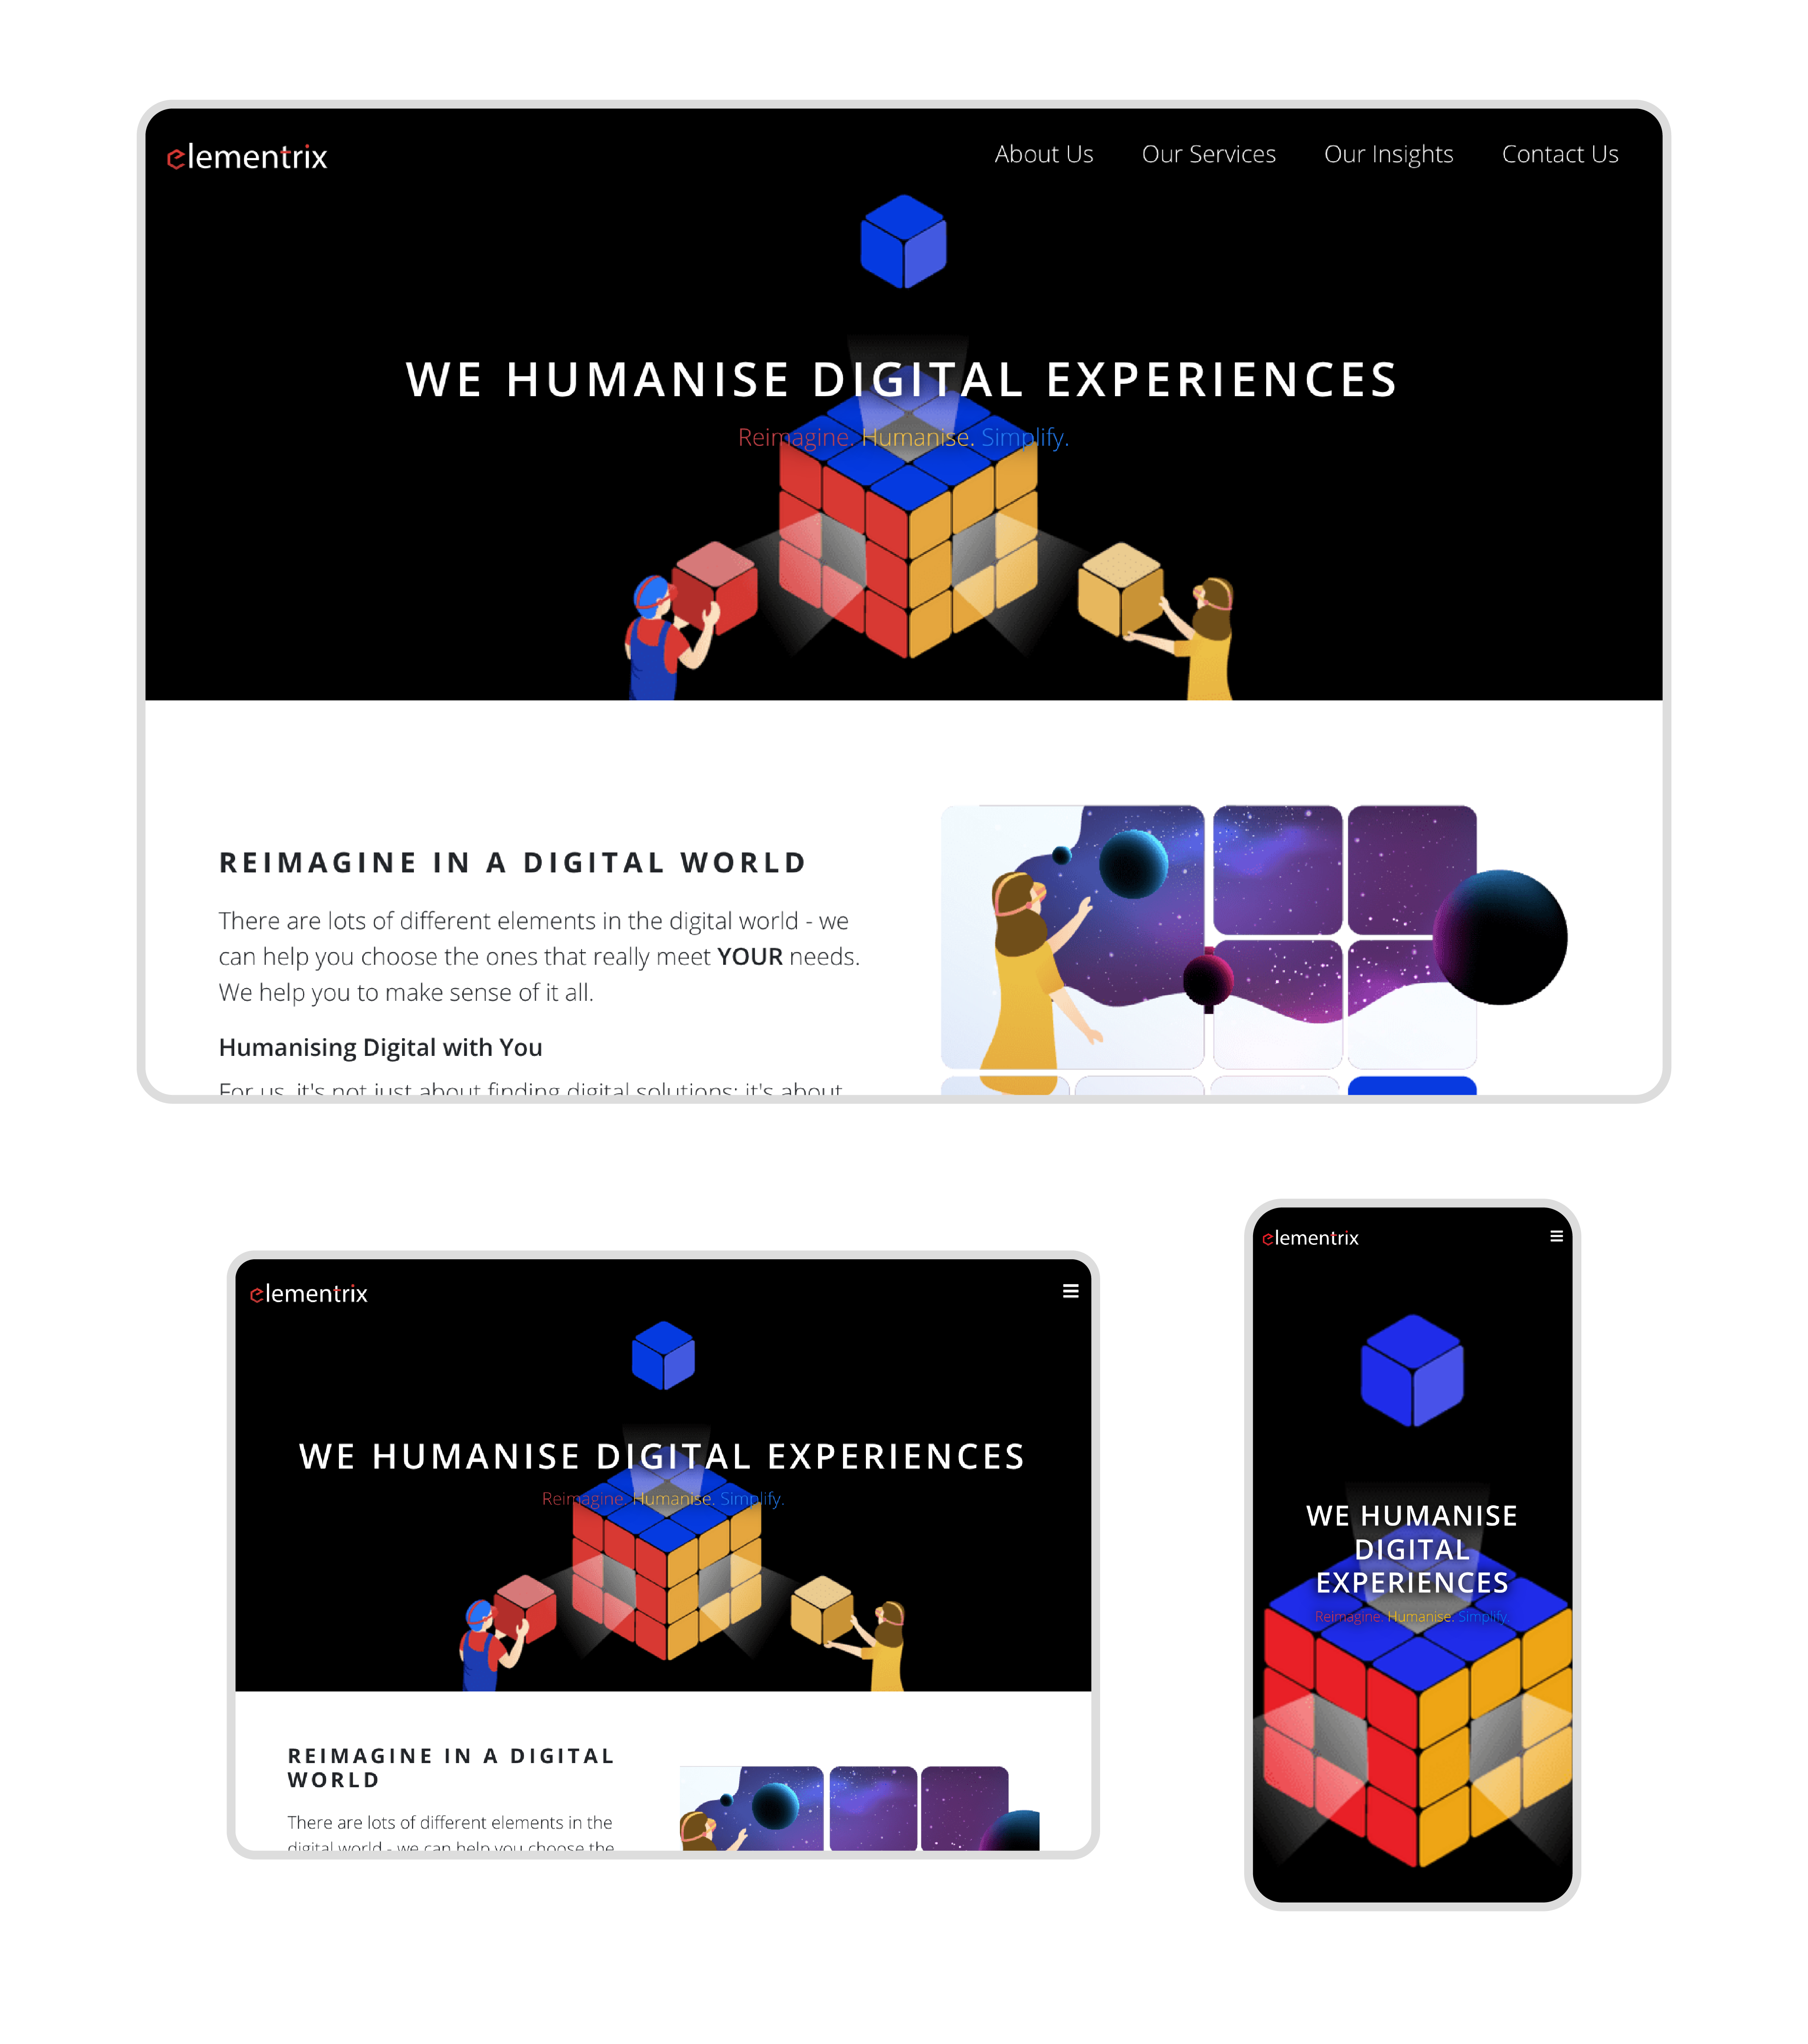 elementrix
About Us Our Services Our Insights Contact Us
WE HUMANISE DIGITAL EXPERIENCES
Reimagine. Humanise. Simplify.
REIMAGINE IN A DIGITAL WORLD
There are lots of different elements in the digital world - we
can help you choose the ones that really meet YOUR needs.
We help you to make sense of it all.
Humanising Digital with You
For us, it's not just about finding digital solutions; it's about
elementrix
WE HUMANISE DIGITAL EXPERIENCES
Reimagine. Humanise. Simplify.
REIMAGINE IN A DIGITAL
WORLD
There are lots of different elements in the
digital world - we can help you choose the
elementrix
WE HUMANISE
DIGITAL
EXPERIENCES
Reimagine. Humanise. Simplify.